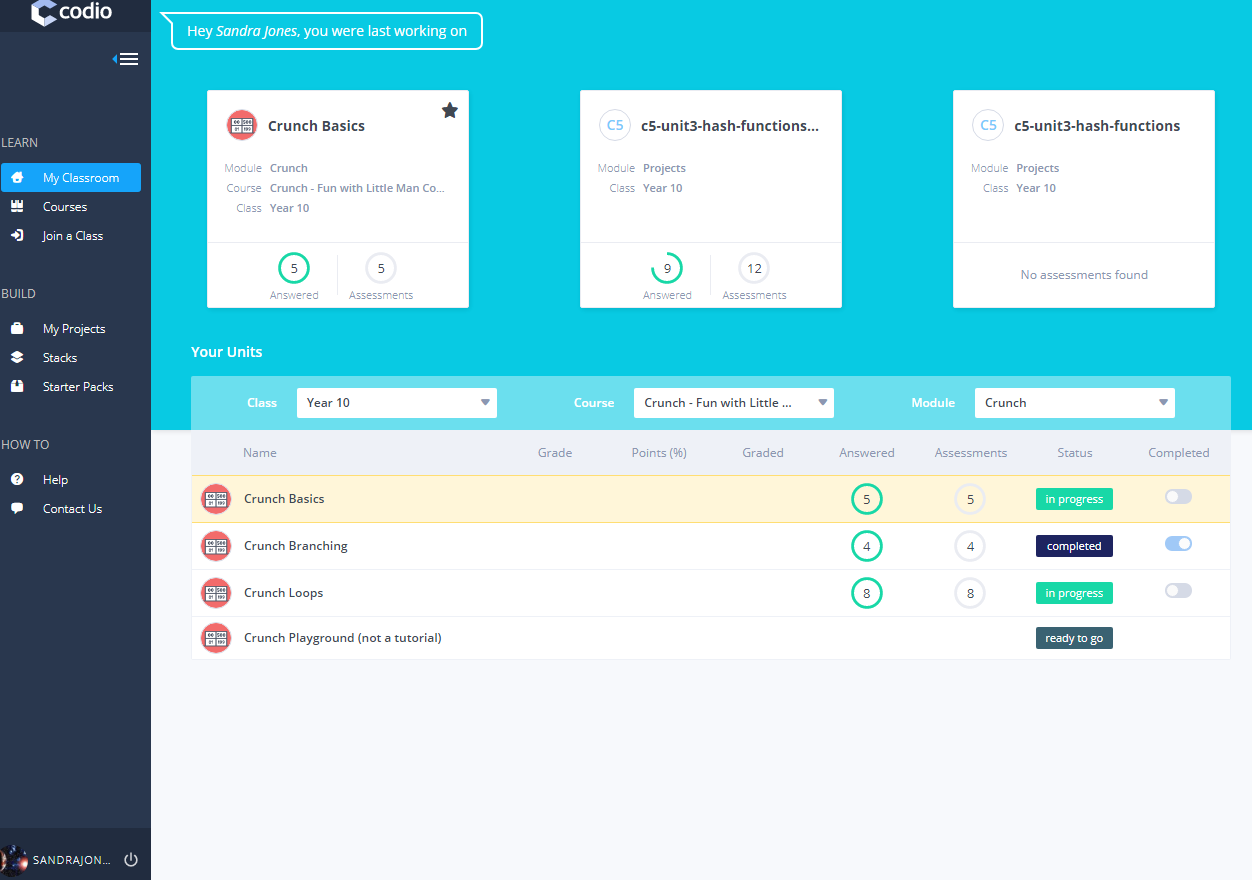 codio
Hey Sandra Jones, you were last working on
LEARN
My Classroom
Courses
Join a Class
BUILD
My Projects
Stacks
Starter Packs
HOW TO
Help
Contact Us
SANDRAJON...
Crunch Basics
Module Crunch
Course Crunch - Fun with Little Man Co...
Class Year 10
5 5
Answered Assessments
C5 c5-unit3-hash-functions...
Module Projects
Class Year 10
9 12
Answered Assessments
C5 c5-unit3-hash-functions
Module Projects
Class Year 10
No assessments found
Your Units
Class Year 10 Course Crunch - Fun with Little ... Module Crunch
Name Grade Points (%) Graded Answered Assessments Status Completed
Crunch Basics 5 5 in progress
Crunch Branching 4 4 completed
Crunch Loops 8 8 in progress
Crunch Playground (not a tutorial) ready to go